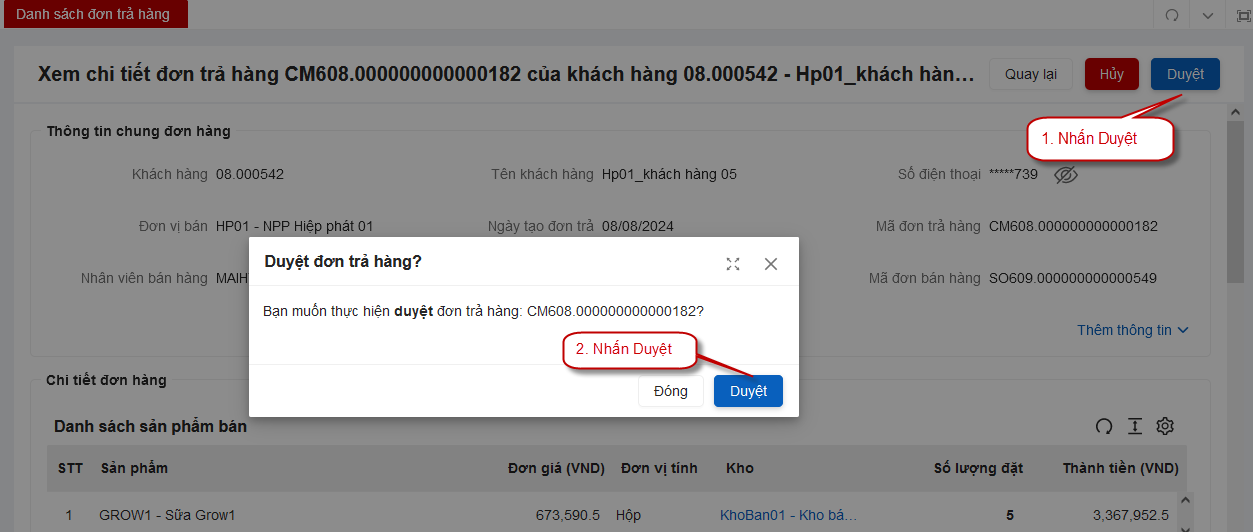 Danh sách đơn trả hàng
Xem chi tiết đơn trả hàng CM608.000000000000182 của khách hàng 08.000542 - Hp01_khách hàn… Quay lại Hủy Duyệt
Thông tin chung đơn hàng
1. Nhấn Duyệt
Khách hàng 08.000542 Tên khách hàng Hp01_khách hàng 05 Số điện thoại *****739
Đơn vị bán HP01 - NPP Hiệp phát 01 Ngày tạo đơn trả 08/08/2024 Mã đơn trả hàng CM608.000000000000182
Nhân viên bán hàng Mã đơn bán hàng SO609.000000000000549
Duyệt đơn trả hàng?
Bạn muốn thực hiện duyệt đơn trả hàng: CM608.000000000000182?
Thêm thông tin
2. Nhấn Duyệt
Đóng Duyệt
Chi tiết đơn hàng
Danh sách sản phẩm bán
STT Sản phẩm Đơn giá (VND) Đơn vị tính Kho Số lượng đặt Thành tiền (VND)
1 GROW1 - Sữa Grow1 673,590.5 Hộp KhoBan01 - Kho bá… 5 3,367,952.5